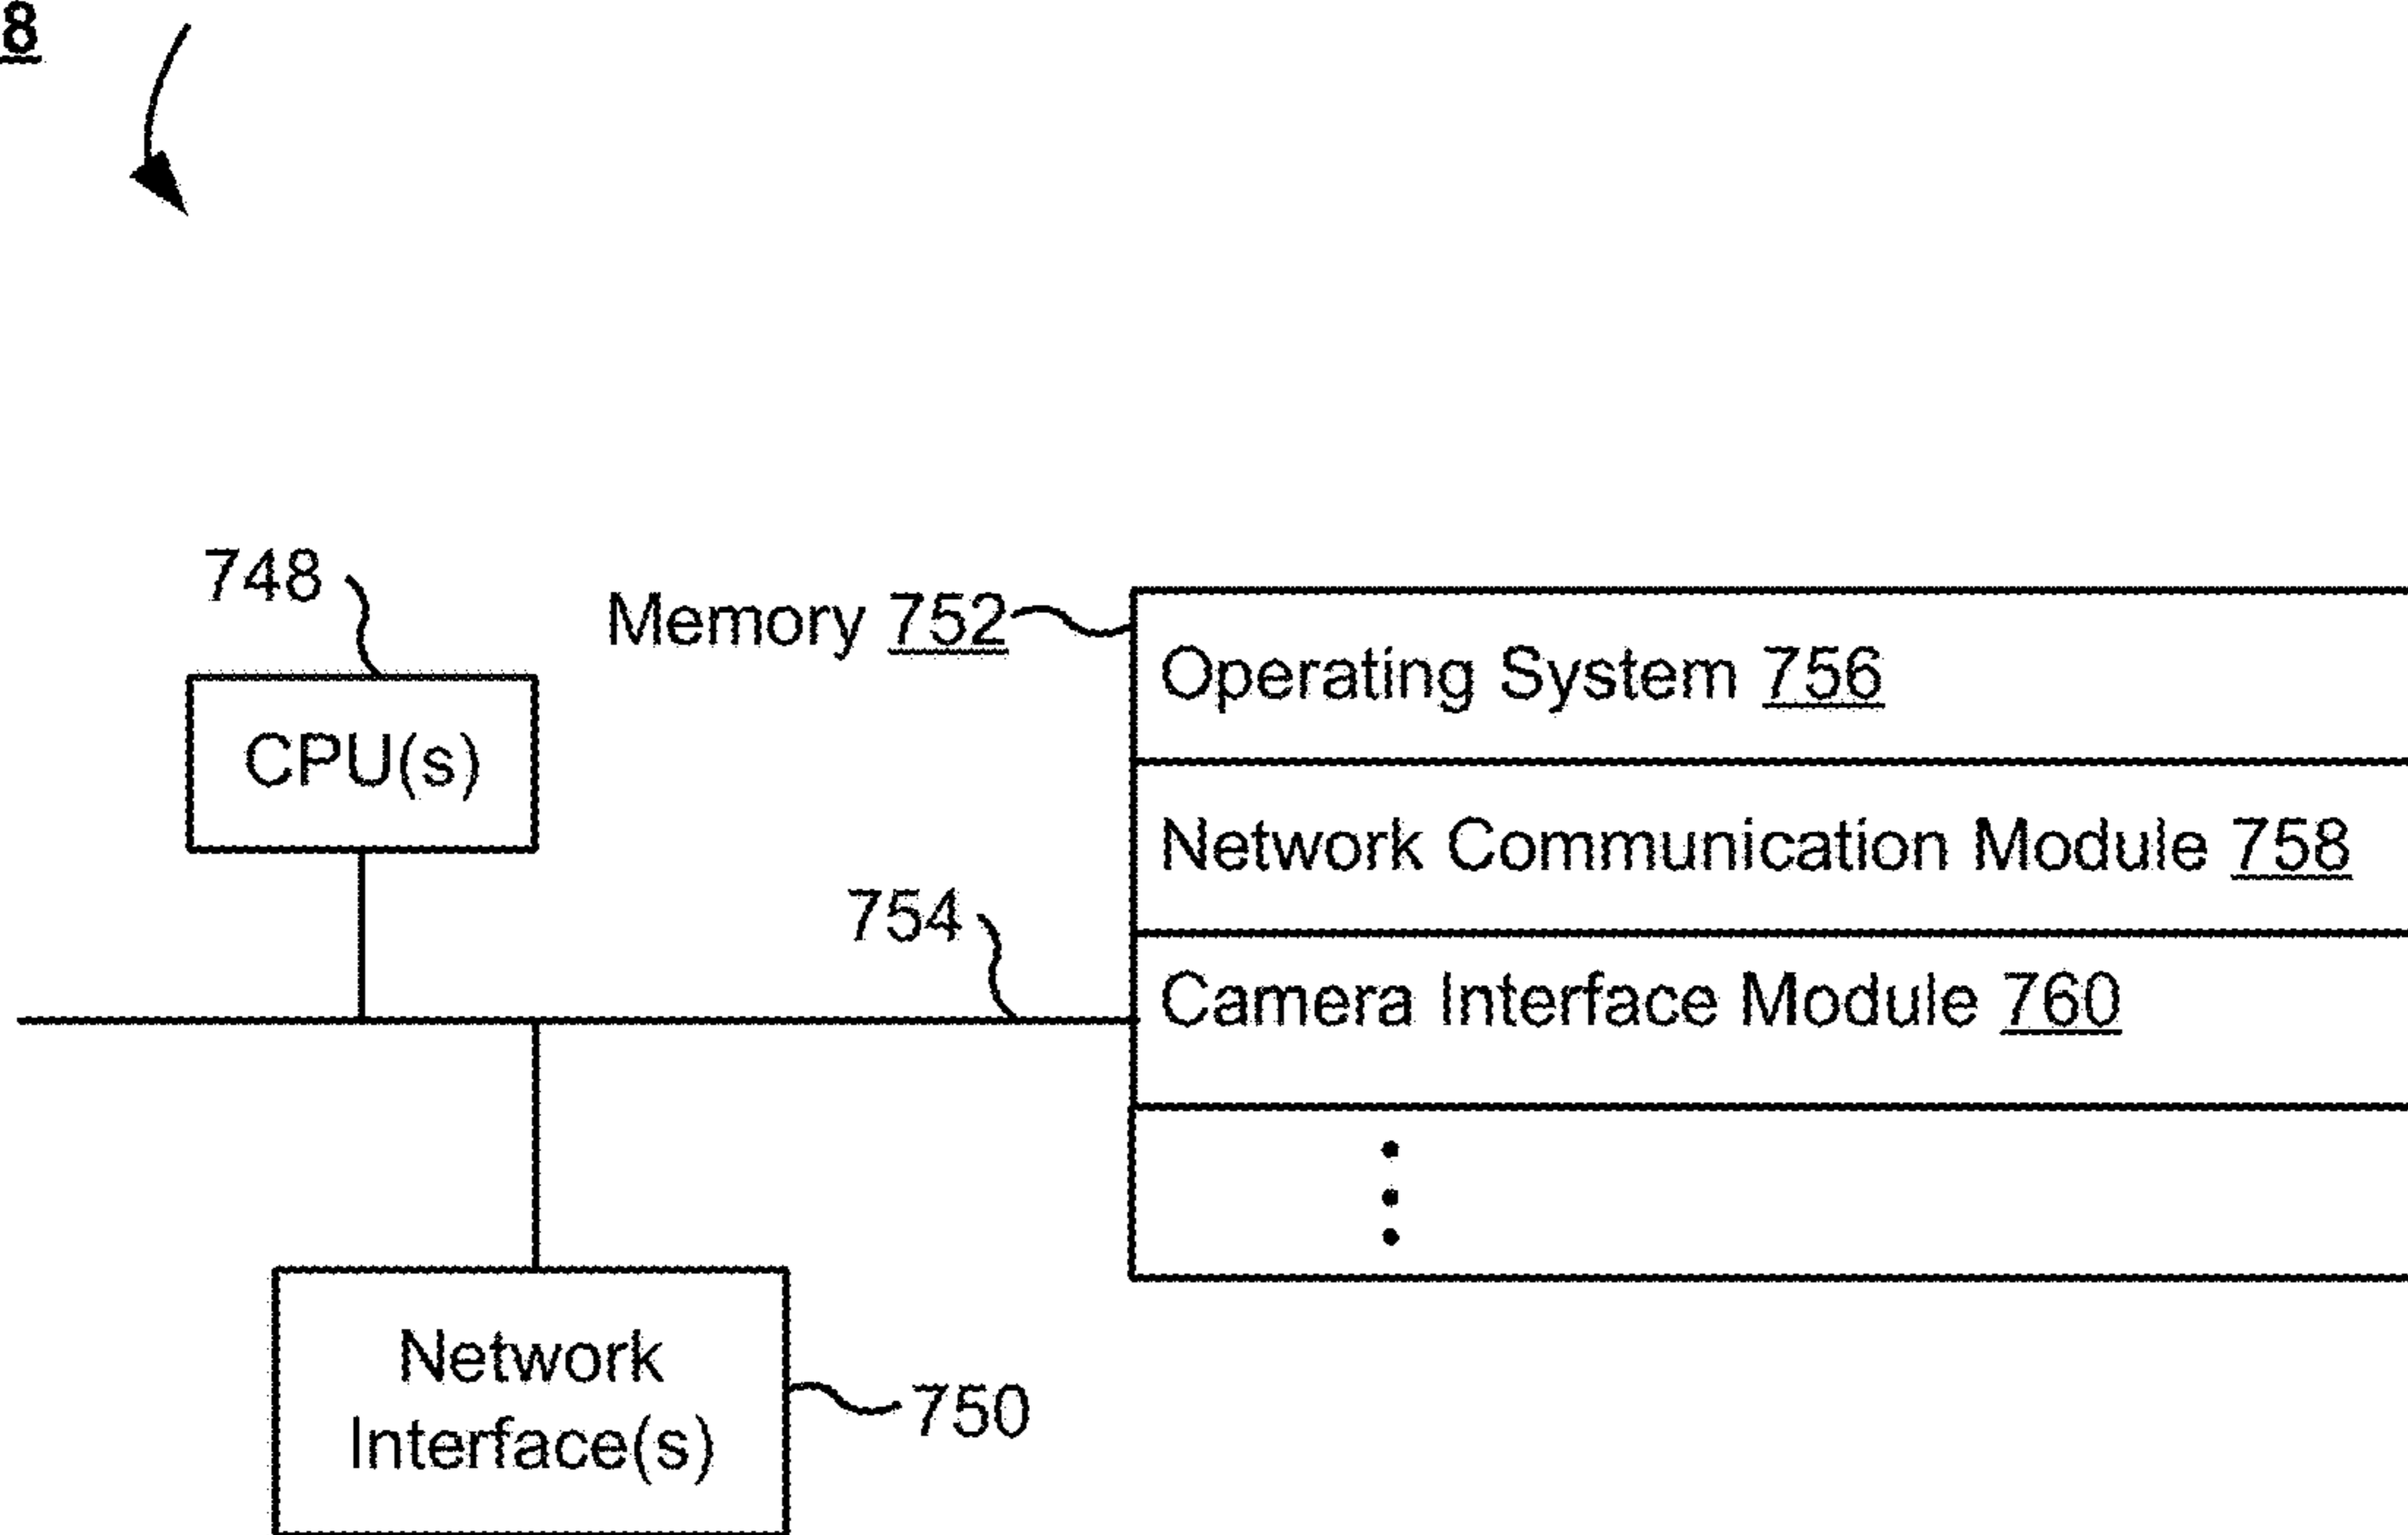 8
748
Memory 752
Operating System 756
CPU(s)
Network Communication Module 758
754
Camera Interface Module 760
Network
Interface(s)
750